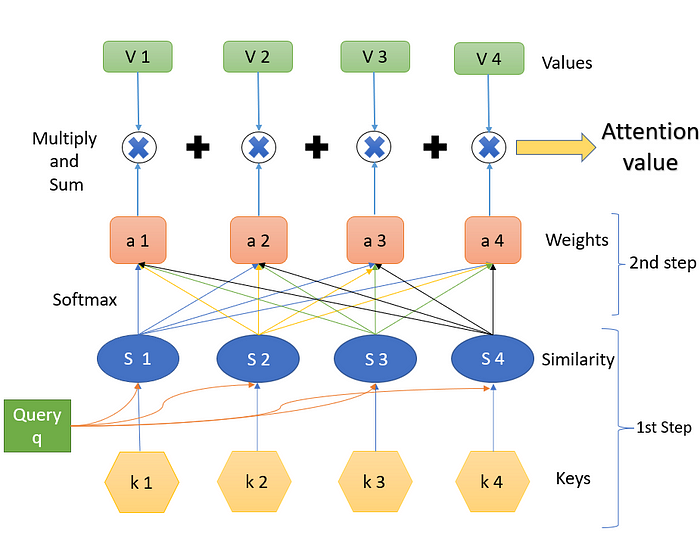 V 1 V 2 V 3 V 4 Values
Multiply
and
Sum
Attention
value
a 1 a 2 a 3 a 4 Weights
2nd step
Softmax
S 1 S 2 S 3 S 4 Similarity
Query
q
1st Step
k 1 k 2 k 3 k 4 Keys